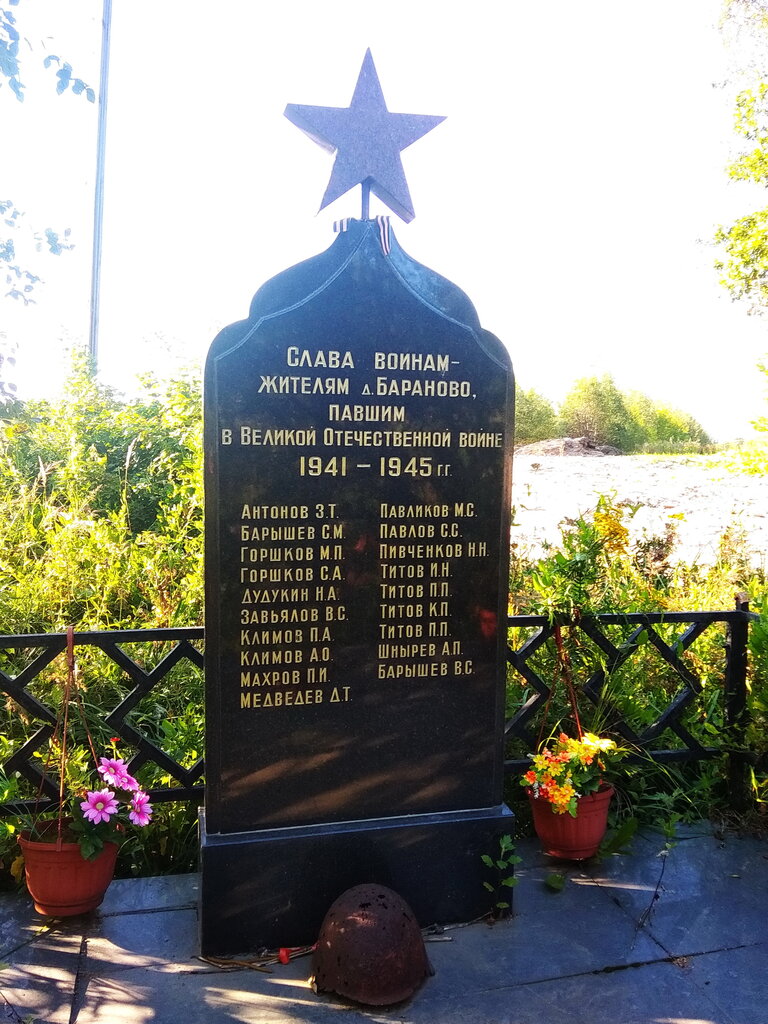 Слава воинам-
жителям д.Бараново,
павшим
в Великой Отечественной войне
1941 – 1945 г.г.
Антонов З.Т.
Барышев С.М.
Горшков М.П.
Горшков С.А.
Дудукин Н.А.
Завьялов В.С.
Климов П.А.
Климов А.О.
Махров П.И.
Медведев Д.Т.
Павликов М.С.
Павлов С.С.
Пивченков Н.Н.
Титов И.Н.
Титов П.П.
Титов К.П.
Титов П.П.
Шнырев А.П.
Барышев В.С.